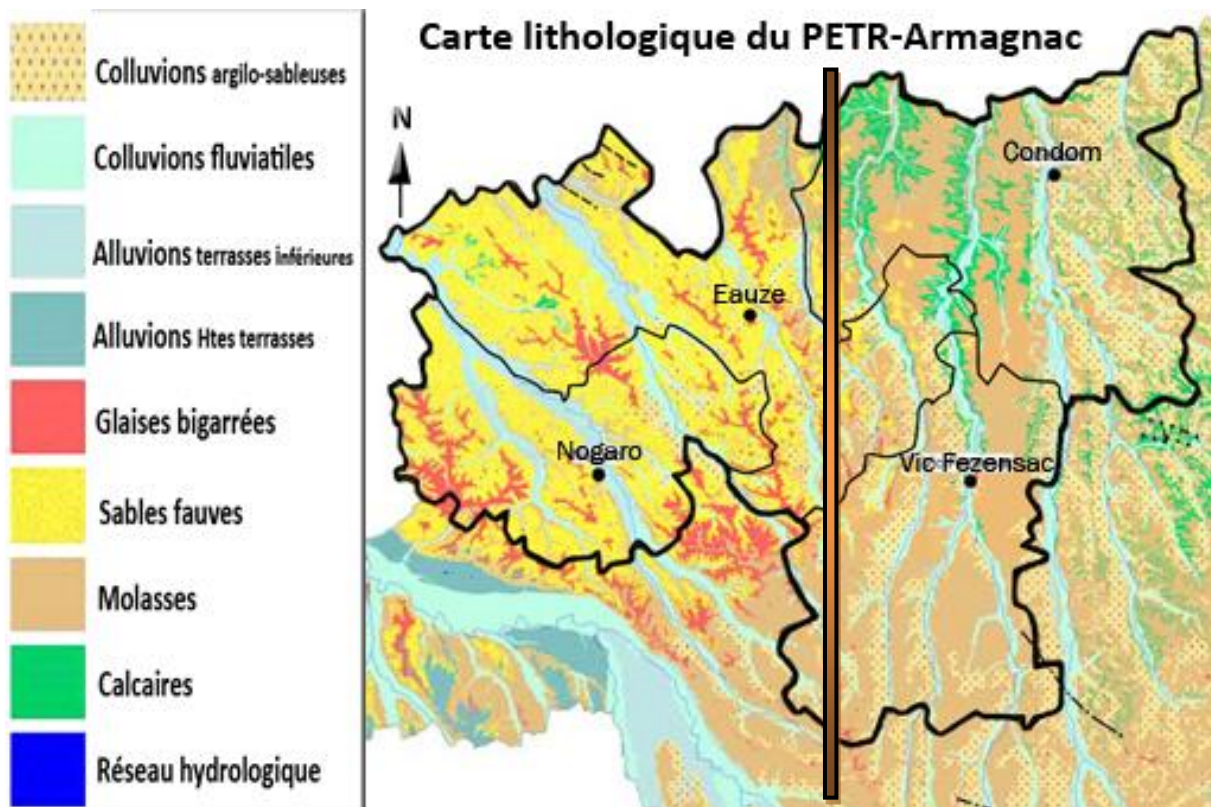 Carte lithologique du PETR-Armagnac
Colluvions argilo-sableuses
Colluvions fluviatiles
Alluvions terrasses inférieures
Alluvions Htes terrasses
Glaises bigarrées
Sables fauves
Molasses
Calcaires
Réseau hydrologique
N
Condom
Eauze
Nogaro
Vic Fezensac